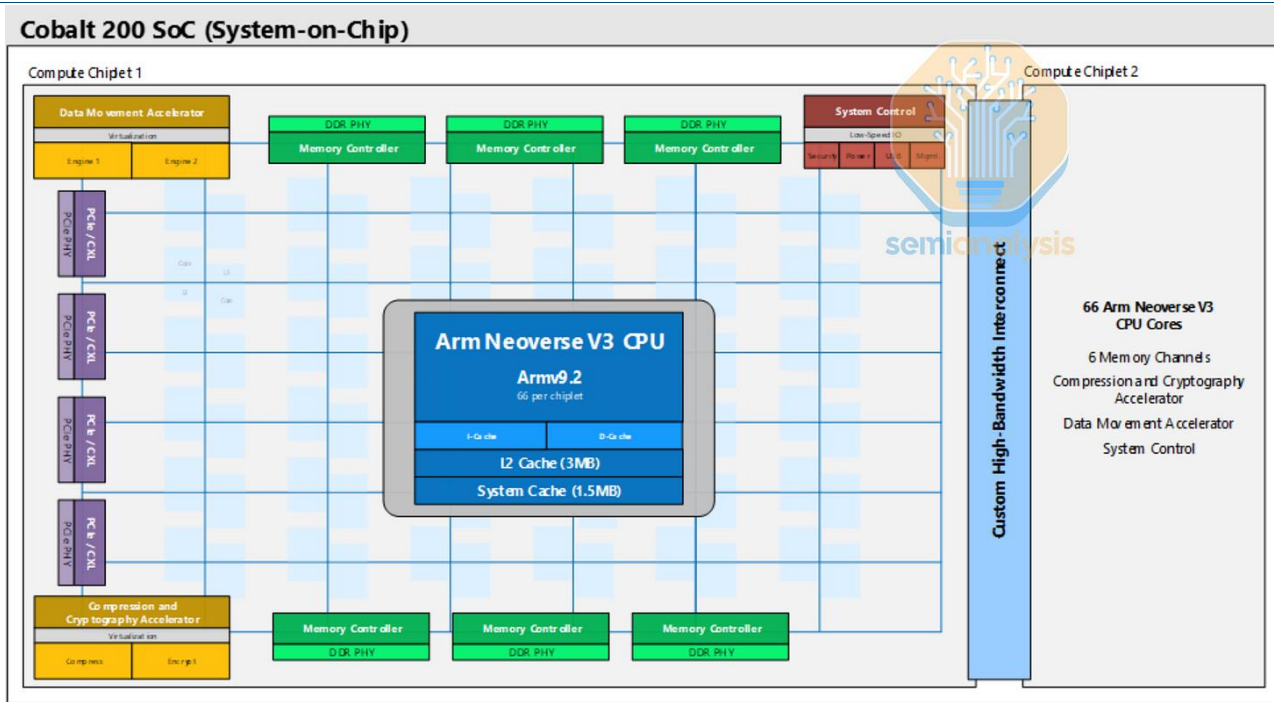 Cobalt 200 SoC (System-on-Chip)
Compute Chiplet 1
Compute Chiplet 2
Data Movement Accelerator
Virtualization
Engine 1
Engine 2
DDR PHY
Memory Controller
DDR PHY
Memory Controller
DDR PHY
Memory Controller
System Control
Low-Speed IO
Security
Power
USB
Mgmt
semianalysis
PCIe PHY
PCIe / CXL
PCIe PHY
PCIe / CXL
PCIe PHY
PCIe / CXL
PCIe PHY
PCIe / CXL
Core
L3
Core
Arm Neoverse V3 CPU
Armv9.2
66 per chiplet
I-Cache
D-Cache
L2 Cache (3MB)
System Cache (1.5MB)
Custom High-Bandwidth Interconnect
66 Arm Neoverse V3
CPU Cores
6 Memory Channels
Compression and Cryptography
Accelerator
Data Movement Accelerator
System Control
Compression and
Cryptography Accelerator
Virtualization
Compress
Encrypt
Memory Controller
DDR PHY
Memory Controller
DDR PHY
Memory Controller
DDR PHY